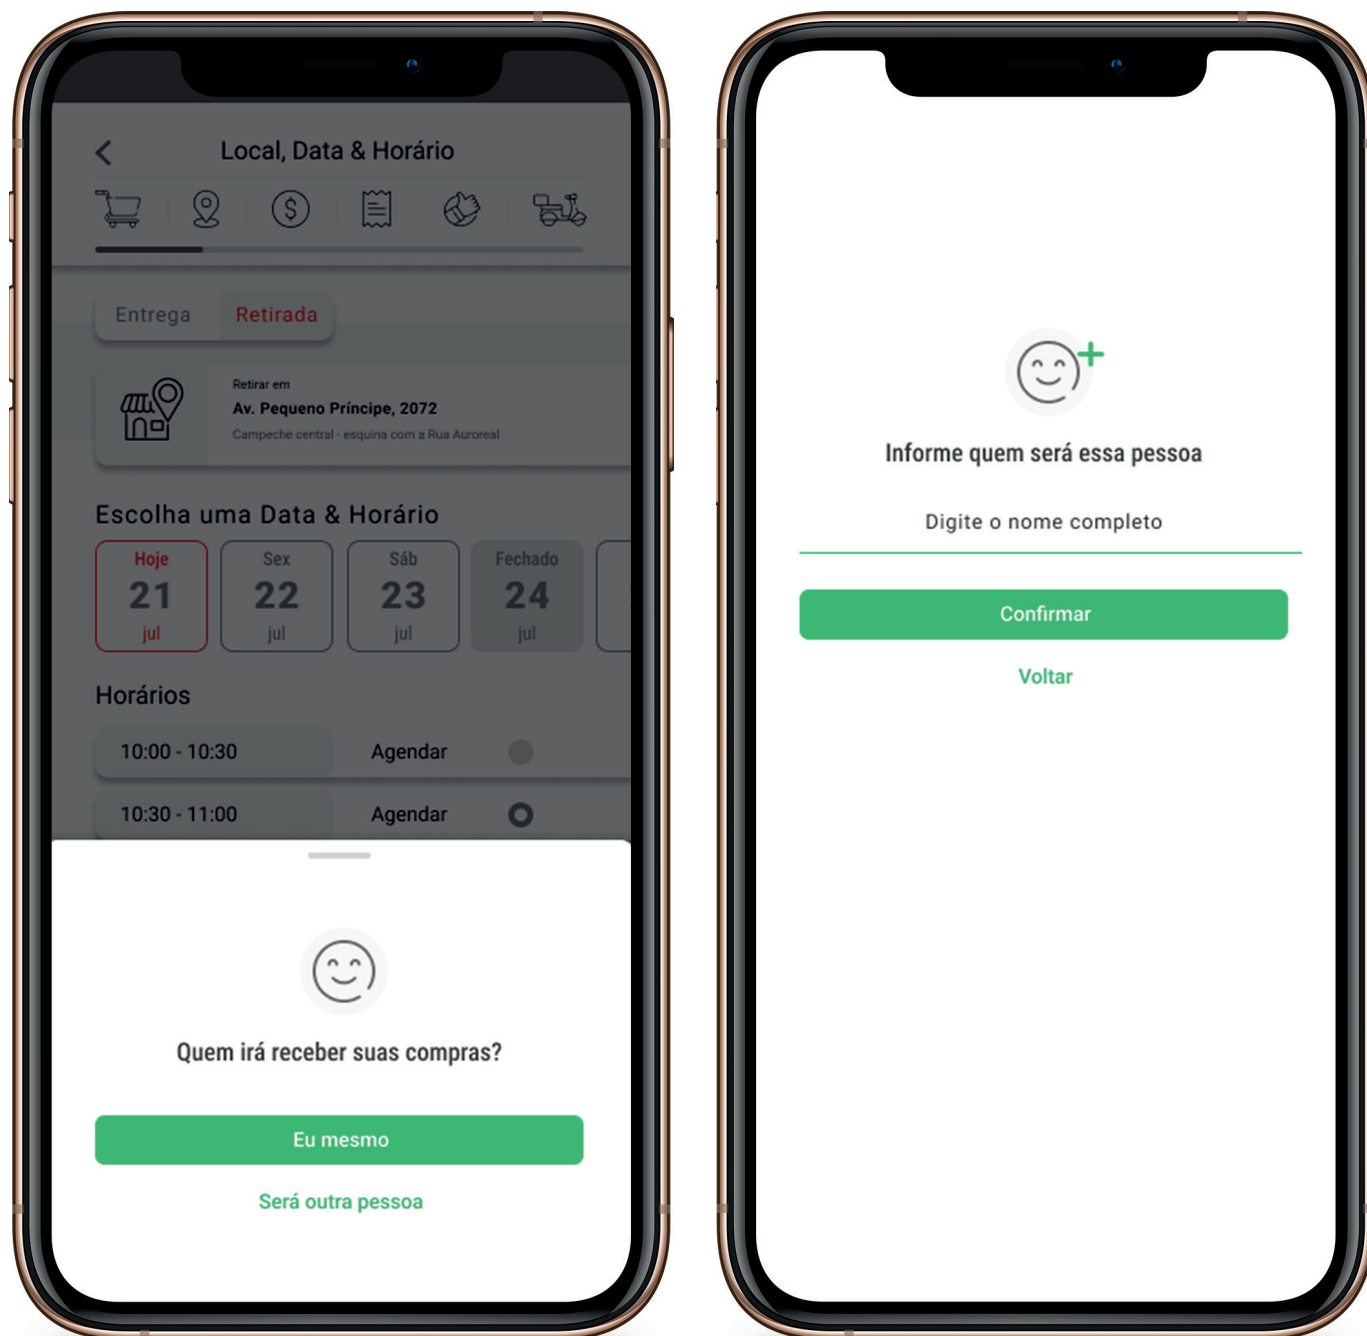 Local, Data & Horário
$
Entrega Retirada
Retirar em
Av. Pequeno Príncipe, 2072
Campeche central - esquina com a Rua Auroreal
Escolha uma Data & Horário
Hoje Sex Sáb Fechado
21 22 23 24
jul jul jul jul
Horários
10:00 - 10:30 Agendar
10:30 - 11:00 Agendar
Quem irá receber suas compras?
Eu mesmo
Será outra pessoa
Informe quem será essa pessoa
Digite o nome completo
Confirmar
Voltar